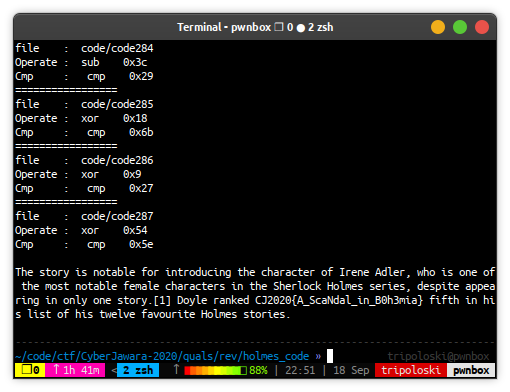 Terminal - pwnbox ❐ 0 ● 2 zsh
file    :  code/code284
Operate :  sub    0x3c
Cmp     :   cmp    0x29
=================
file    :  code/code285
Operate :  xor    0x18
Cmp     :   cmp    0x6b
=================
file    :  code/code286
Operate :  xor    0x9
Cmp     :   cmp    0x27
=================
file    :  code/code287
Operate :  xor    0x54
Cmp     :   cmp    0x5e
The story is notable for introducing the character of Irene Adler, who is one of
the most notable female characters in the Sherlock Holmes series, despite appea
ring in only one story.[1] Doyle ranked CJ2020{A_ScaNdal_in_B0h3mia} fifth in hi
s list of his twelve favourite Holmes stories.
~/code/ctf/CyberJawara-2020/quals/rev/holmes_code » tripoloski@pwnbox
❐ 0 ↑ 1h 41m < 2 zsh ↑ 88% | 22:51 | 18 Sep tripoloski pwnbox